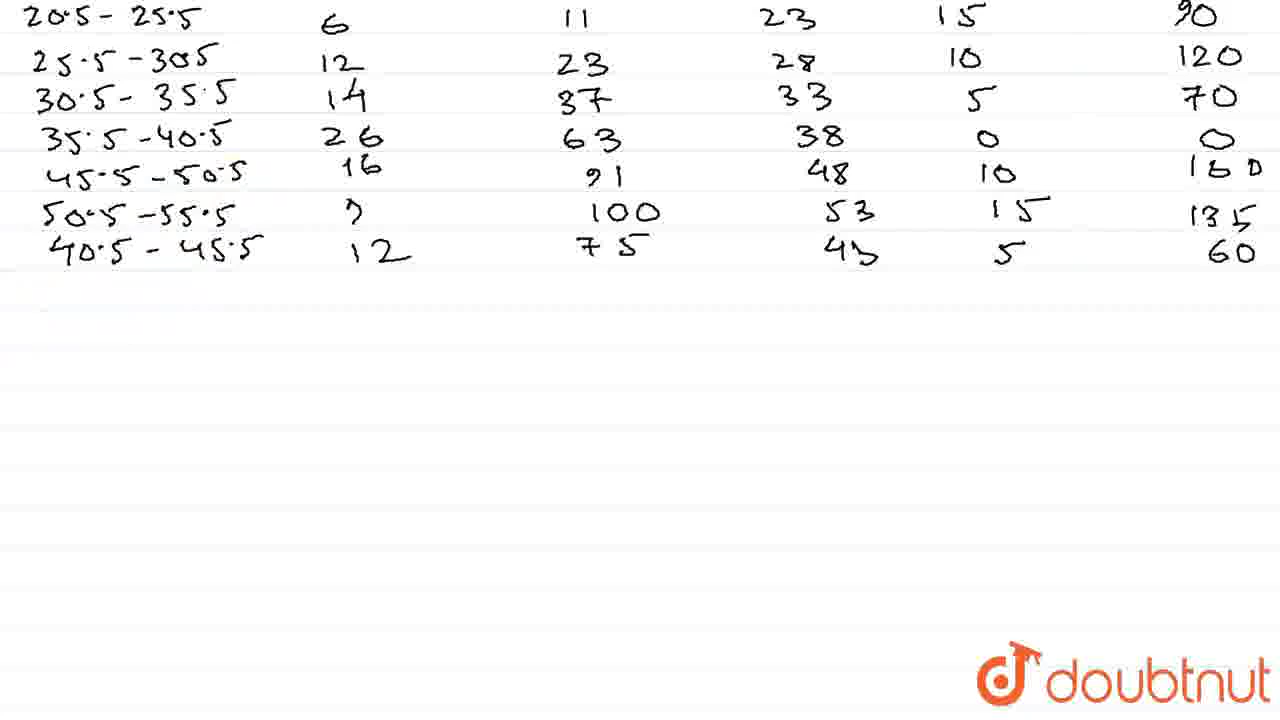 20.5 - 25.5 6 11 23 15 90
25.5 - 30.5 12 23 28 10 120
30.5 - 35.5 14 37 33 5 70
35.5 - 40.5 26 63 38 0 0
45.5 - 50.5 16 91 48 10 160
50.5 - 55.5 9 100 53 15 135
40.5 - 45.5 12 75 43 5 60
doubtnut